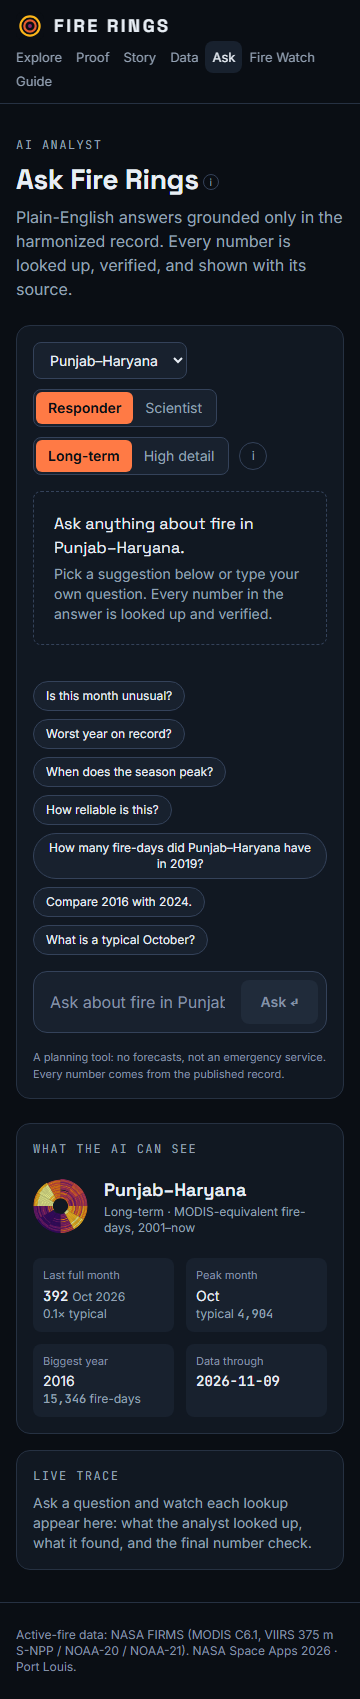 FIRE RINGS
Explore Proof Story Data Ask Fire Watch
Guide
AI ANALYST
Ask Fire Rings i
Plain-English answers grounded only in the
harmonized record. Every number is
looked up, verified, and shown with its
source.
Punjab–Haryana
Responder Scientist
Long-term High detail i
Ask anything about fire in
Punjab–Haryana.
Pick a suggestion below or type your
own question. Every number in the
answer is looked up and verified.
Is this month unusual?
Worst year on record?
When does the season peak?
How reliable is this?
How many fire-days did Punjab–Haryana have
in 2019?
Compare 2016 with 2024.
What is a typical October?
Ask about fire in Punjab Ask ↵
A planning tool: no forecasts, not an emergency service.
Every number comes from the published record.
WHAT THE AI CAN SEE
Punjab–Haryana
Long-term · MODIS-equivalent fire-
days, 2001–now
Last full month
392 Oct 2026
0.1× typical
Peak month
Oct
typical 4,904
Biggest year
2016
15,346 fire-days
Data through
2026-11-09
LIVE TRACE
Ask a question and watch each lookup
appear here: what the analyst looked up,
what it found, and the final number check.
Active-fire data: NASA FIRMS (MODIS C6.1, VIIRS 375 m
S-NPP / NOAA-20 / NOAA-21). NASA Space Apps 2026 ·
Port Louis.